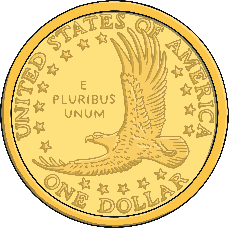 UNITED STATES OF AMERICA
E
PLURIBUS
UNUM
ONE DOLLAR